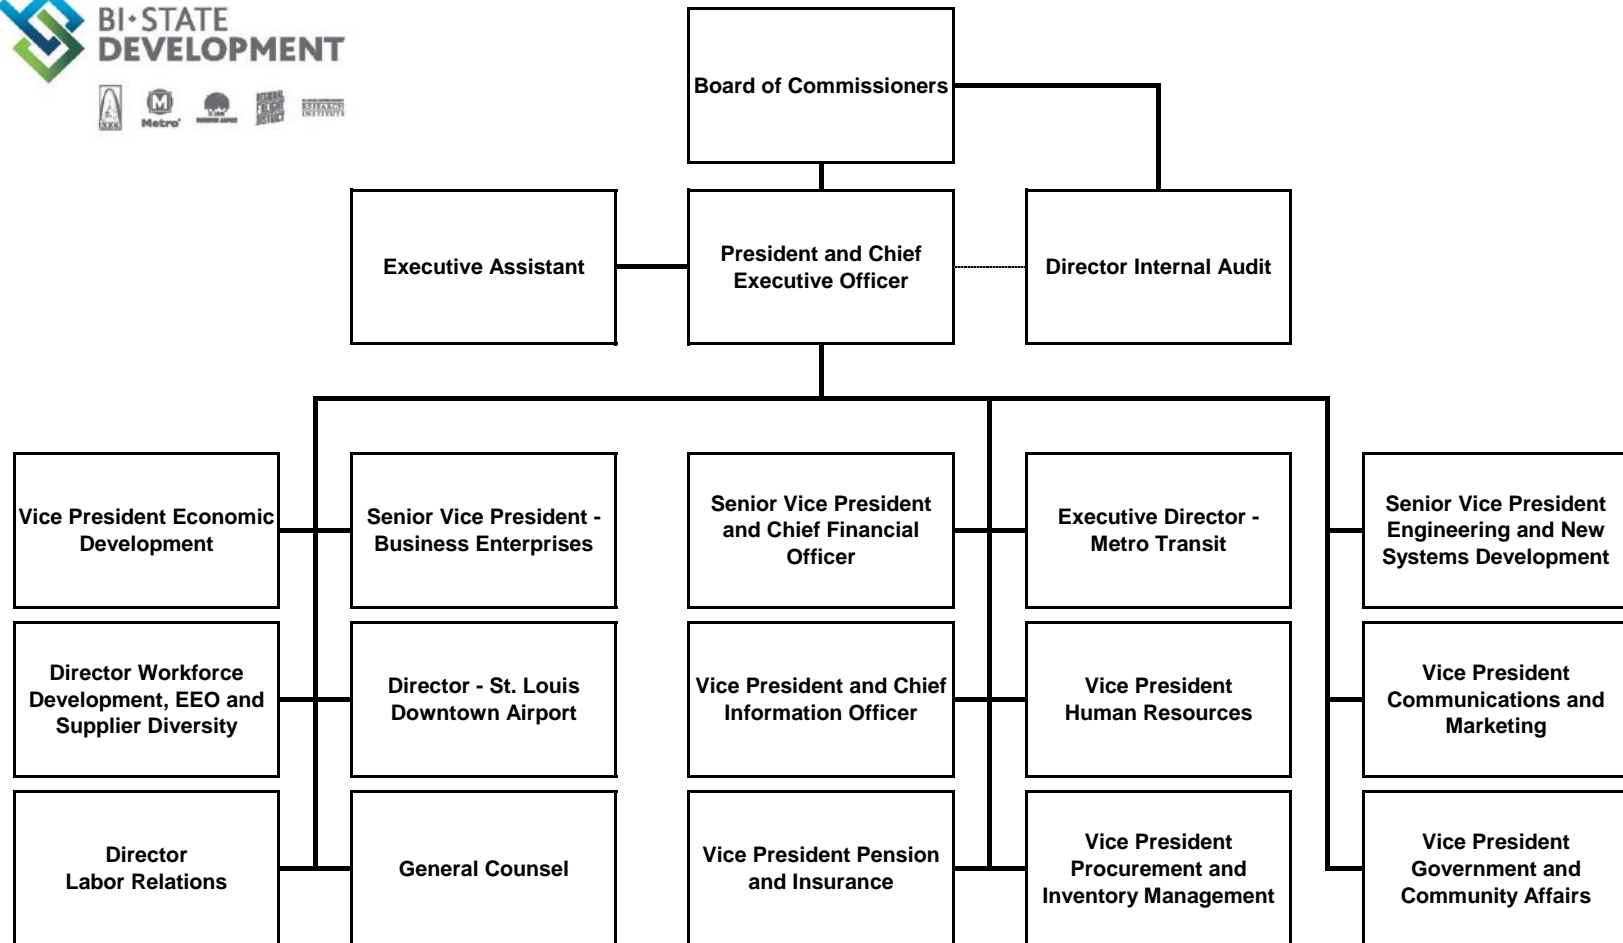 BI·STATE
DEVELOPMENT
Metro
Board of Commissioners
Executive Assistant
President and Chief
Executive Officer
Director Internal Audit
Vice President Economic
Development
Senior Vice President -
Business Enterprises
Senior Vice President
and Chief Financial
Officer
Executive Director -
Metro Transit
Senior Vice President
Engineering and New
Systems Development
Director Workforce
Development, EEO and
Supplier Diversity
Director - St. Louis
Downtown Airport
Vice President and Chief
Information Officer
Vice President
Human Resources
Vice President
Communications and
Marketing
Director
Labor Relations
General Counsel
Vice President Pension
and Insurance
Vice President
Procurement and
Inventory Management
Vice President
Government and
Community Affairs